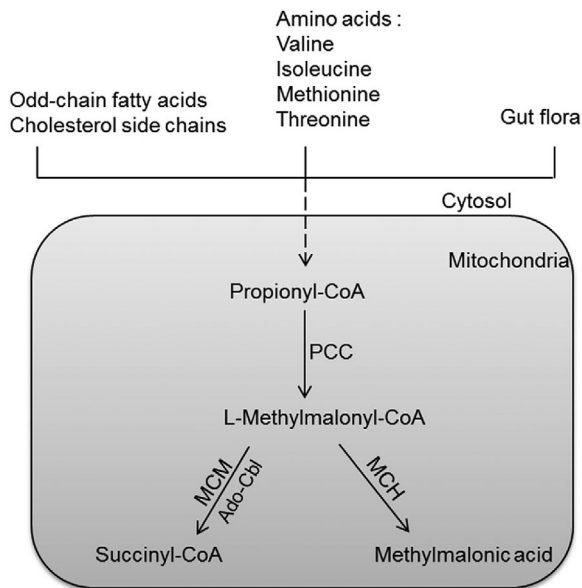 Amino acids :
Valine
Isoleucine
Methionine
Threonine
Odd-chain fatty acids
Cholesterol side chains
Gut flora
Cytosol
Mitochondria
Propionyl-CoA
PCC
L-Methylmalonyl-CoA
MCM
Ado-Cbl
MCH
Succinyl-CoA
Methylmalonic acid